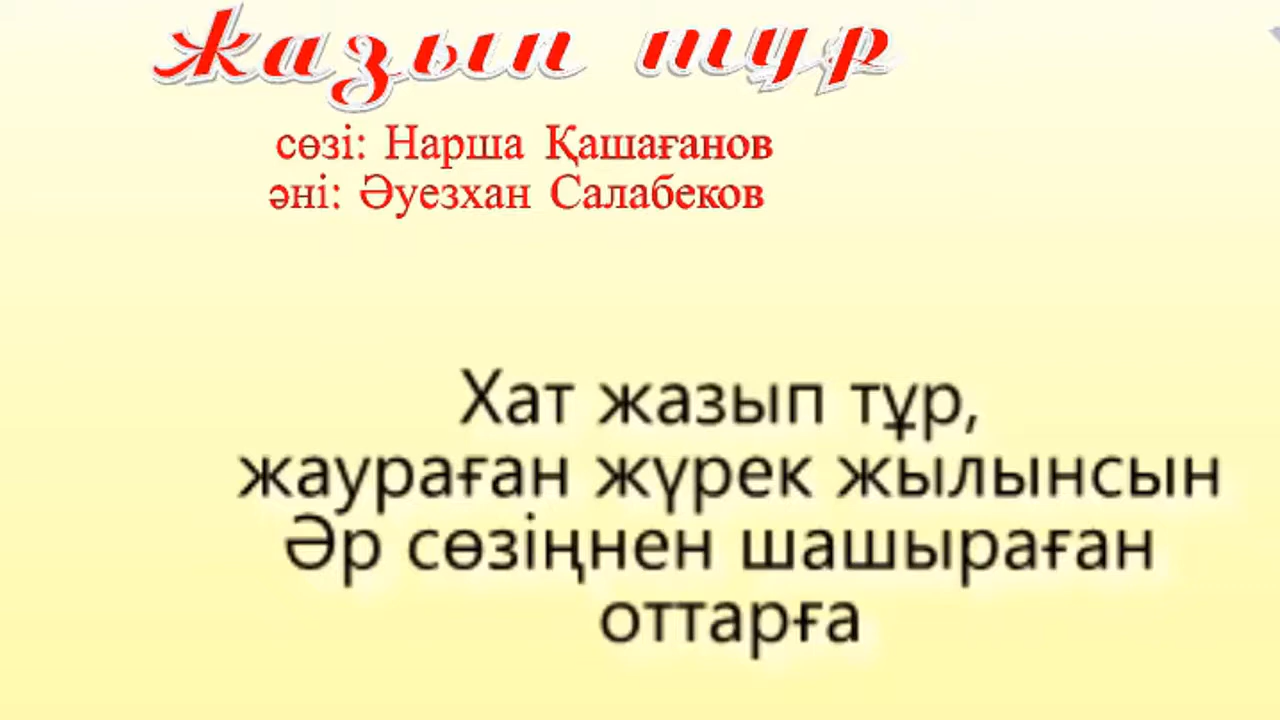 жазып тұр
сөзі: Нарша Қашағанов
әні: Әуезхан Салабеков
Хат жазып тұр,
жаураған жүрек жылынсын
Әр сөзіңнен шашыраған
оттарға